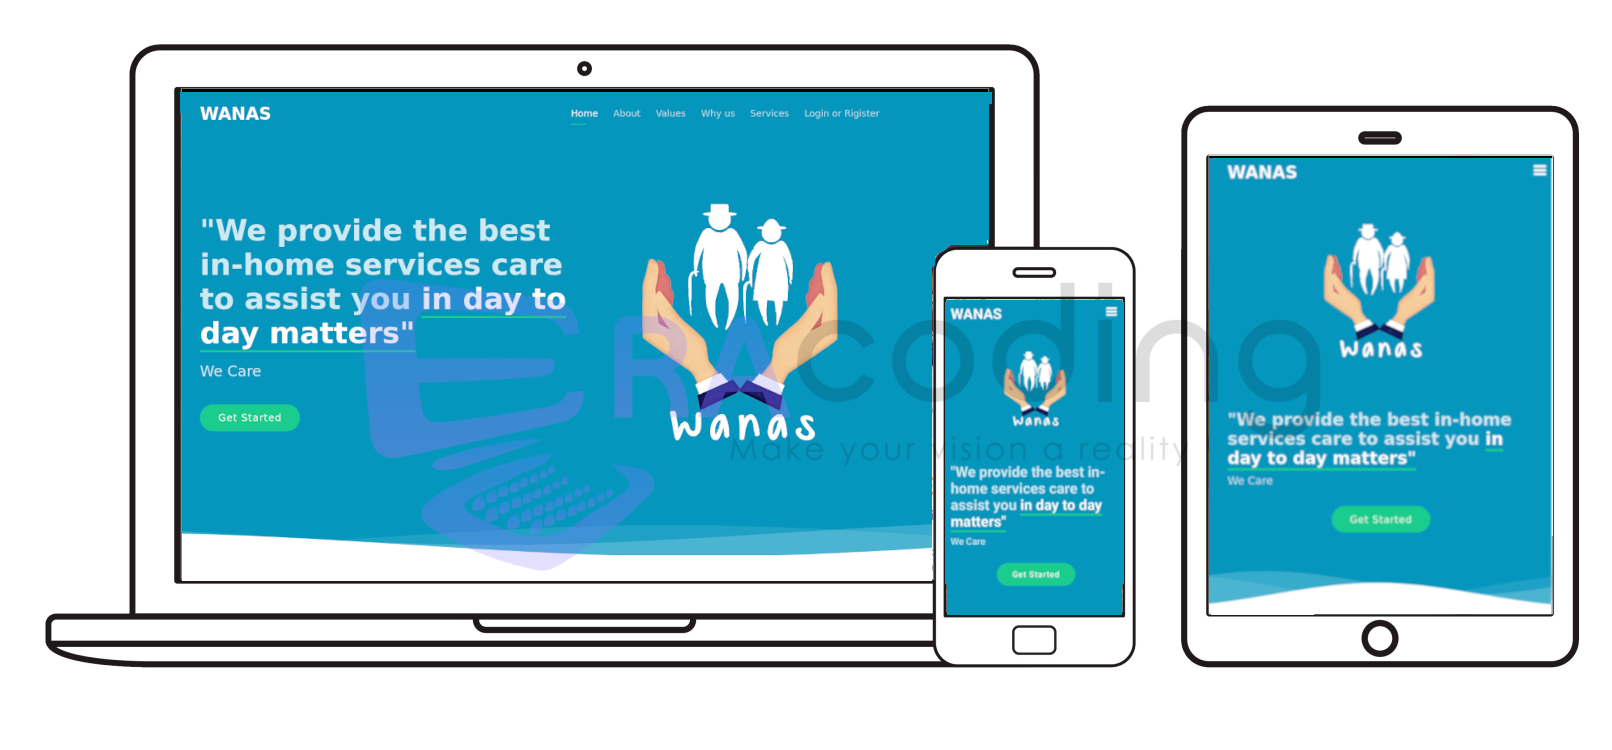 WANAS
Home About Values Why us Services Login or Rigister
"We provide the best
in-home services care
to assist you in day to
day matters"
We Care
Get Started
wanas
WANAS
wanas
"We provide the best in-
home services care to
assist you in day to day
matters"
We Care
Get Started
WANAS
wanas
"We provide the best in-home
services care to assist you in
day to day matters"
We Care
Get Started
ERAcoding
Make your vision a reality